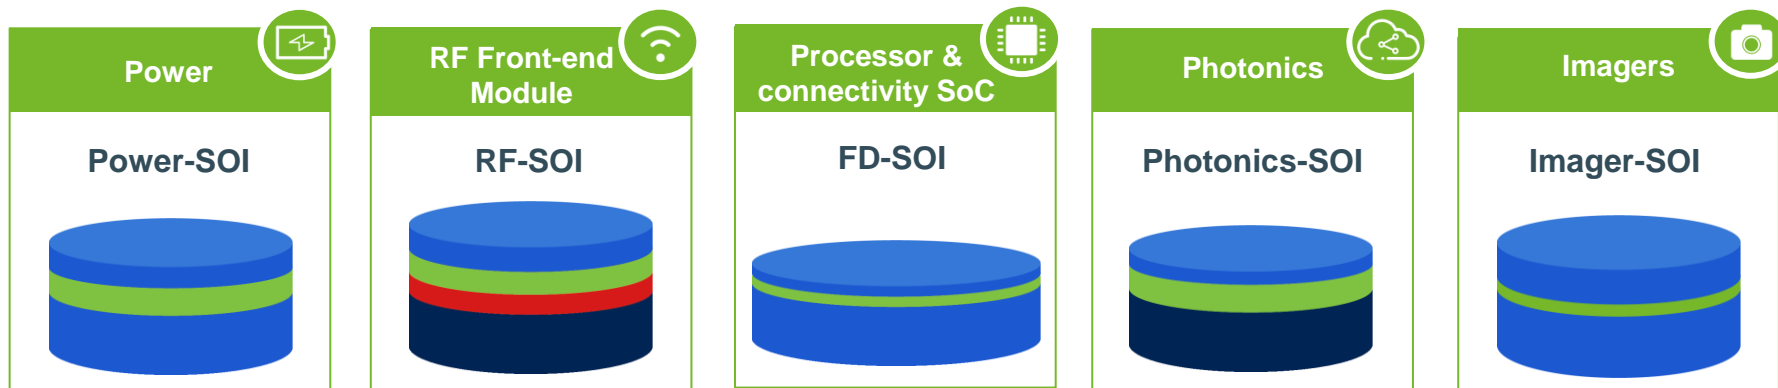 Power
Power-SOI
RF Front-end
Module
RF-SOI
Processor &
connectivity SoC
FD-SOI
Photonics
Photonics-SOI
Imagers
Imager-SOI